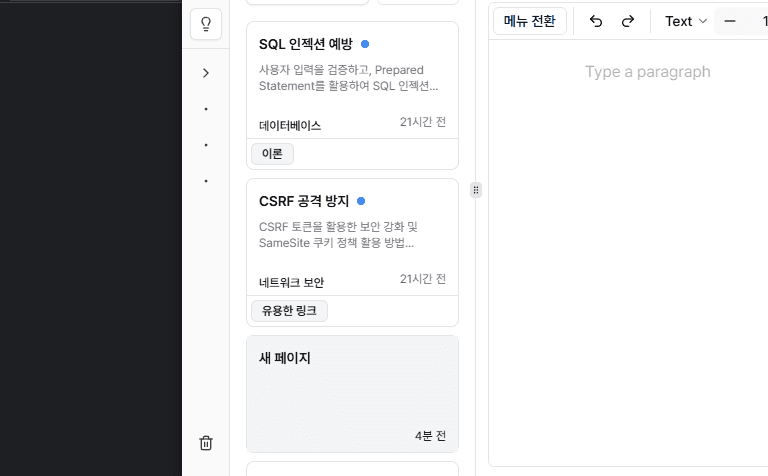 메뉴 전환
Text
1
SQL 인젝션 예방
사용자 입력을 검증하고, Prepared
Statement를 활용하여 SQL 인젝션...
데이터베이스
21시간 전
이론
Type a paragraph
CSRF 공격 방지
CSRF 토큰을 활용한 보안 강화 및
SameSite 쿠키 정책 활용 방법...
네트워크 보안
21시간 전
유용한 링크
새 페이지
4분 전